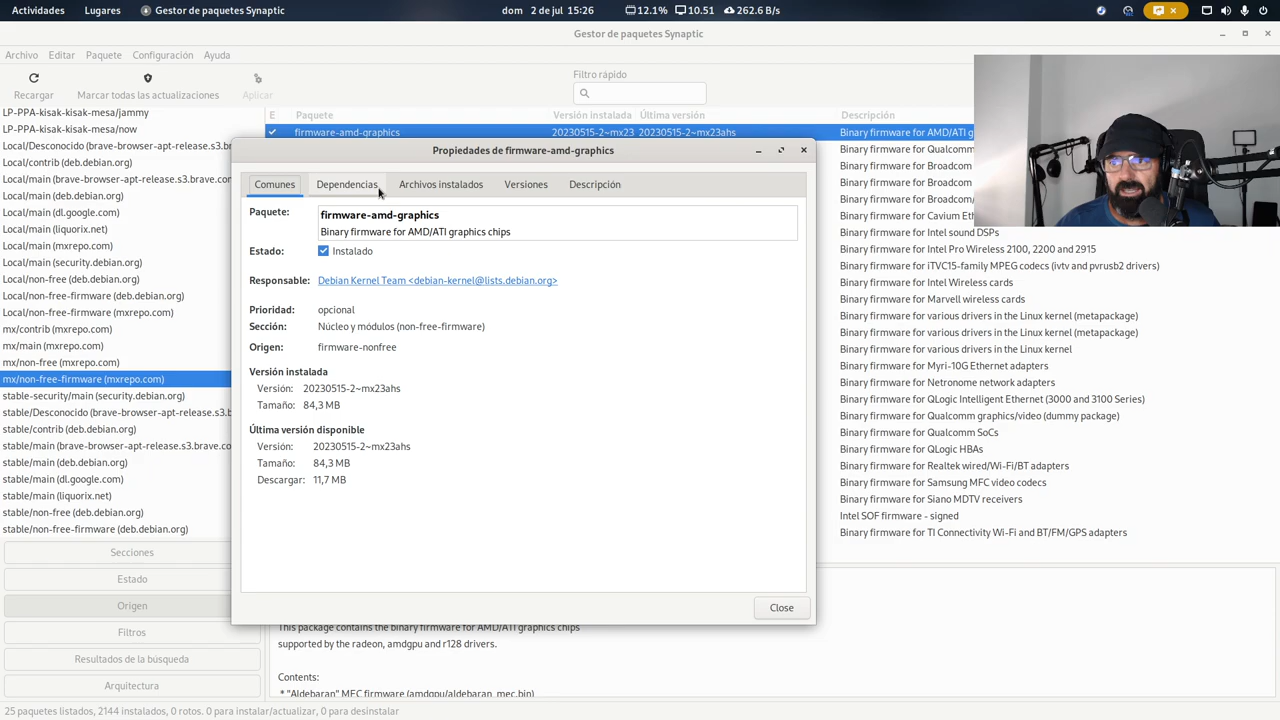 Actividades Lugares Gestor de paquetes Synaptic dom 2 de jul 15:26 12.1% 10.51 262.6 B/s
Gestor de paquetes Synaptic
Archivo Editar Paquete Configuración Ayuda
Recargar Marcar todas las actualizaciones Aplicar
Filtro rápido
LP-PPA-kisak-kisak-mesa/jammy
LP-PPA-kisak-kisak-mesa/now
Local/Desconocido (brave-browser-apt-release.s3.bra
Local/contrib (deb.debian.org)
Local/main (brave-browser-apt-release.s3.brave.com
Local/main (deb.debian.org)
Local/main (dl.google.com)
Local/main (liquorix.net)
Local/main (mxrepo.com)
Local/main (security.debian.org)
Local/non-free (deb.debian.org)
Local/non-free-firmware (deb.debian.org)
Local/non-free-firmware (mxrepo.com)
mx/contrib (mxrepo.com)
mx/main (mxrepo.com)
mx/non-free (mxrepo.com)
mx/non-free-firmware (mxrepo.com)
stable-security/main (security.debian.org)
stable/Desconocido (brave-browser-apt-release.s3.b
stable/contrib (deb.debian.org)
stable/main (brave-browser-apt-release.s3.brave.co
stable/main (deb.debian.org)
stable/main (dl.google.com)
stable/main (liquorix.net)
stable/non-free (deb.debian.org)
stable/non-free-firmware (deb.debian.org)
Secciones
Estado
Origen
Filtros
Resultados de la búsqueda
Arquitectura
E Paquete Versión instalada Última versión Descripción
firmware-amd-graphics 20230515-2~mx23 20230515-2~mx23ahs Binary firmware for AMD/ATI g
Binary firmware for Qualcomm
Binary firmware for Broadcom
Binary firmware for Broadcom
Binary firmware for Broadcom
Binary firmware for Cavium Et
Binary firmware for Intel sound DSPs
Binary firmware for Intel Pro Wireless 2100, 2200 and 2915
Binary firmware for iTVC15-family MPEG codecs (ivtv and pvrusb2 drivers)
Binary firmware for Intel Wireless cards
Binary firmware for Marvell wireless cards
Binary firmware for various drivers in the Linux kernel (metapackage)
Binary firmware for various drivers in the Linux kernel (metapackage)
Binary firmware for various drivers in the Linux kernel
Binary firmware for Myri-10G Ethernet adapters
Binary firmware for Netronome network adapters
Binary firmware for QLogic Intelligent Ethernet (3000 and 3100 Series)
Binary firmware for Qualcomm graphics/video (dummy package)
Binary firmware for Qualcomm SoCs
Binary firmware for QLogic HBAs
Binary firmware for Realtek wired/Wi-Fi/BT adapters
Binary firmware for Samsung MFC video codecs
Binary firmware for Siano MDTV receivers
Intel SOF firmware - signed
Binary firmware for TI Connectivity Wi-Fi and BT/FM/GPS adapters
Propiedades de firmware-amd-graphics
Comunes Dependencias Archivos instalados Versiones Descripción
Paquete: firmware-amd-graphics
Binary firmware for AMD/ATI graphics chips
Estado: Instalado
Responsable: Debian Kernel Team <debian-kernel@lists.debian.org>
Prioridad: opcional
Sección: Núcleo y módulos (non-free-firmware)
Origen: firmware-nonfree
Versión instalada
Versión: 20230515-2~mx23ahs
Tamaño: 84,3 MB
Última versión disponible
Versión: 20230515-2~mx23ahs
Tamaño: 84,3 MB
Descargar: 11,7 MB
Close
This package contains the binary firmware for AMD/ATI graphics chips
supported by the radeon, amdgpu and r128 drivers.
Contents:
* "Aldebaran" MEC firmware (amdgpu/aldebaran_mec.bin)
25 paquetes listados, 2144 instalados, 0 rotos. 0 para instalar/actualizar, 0 para desinstalar